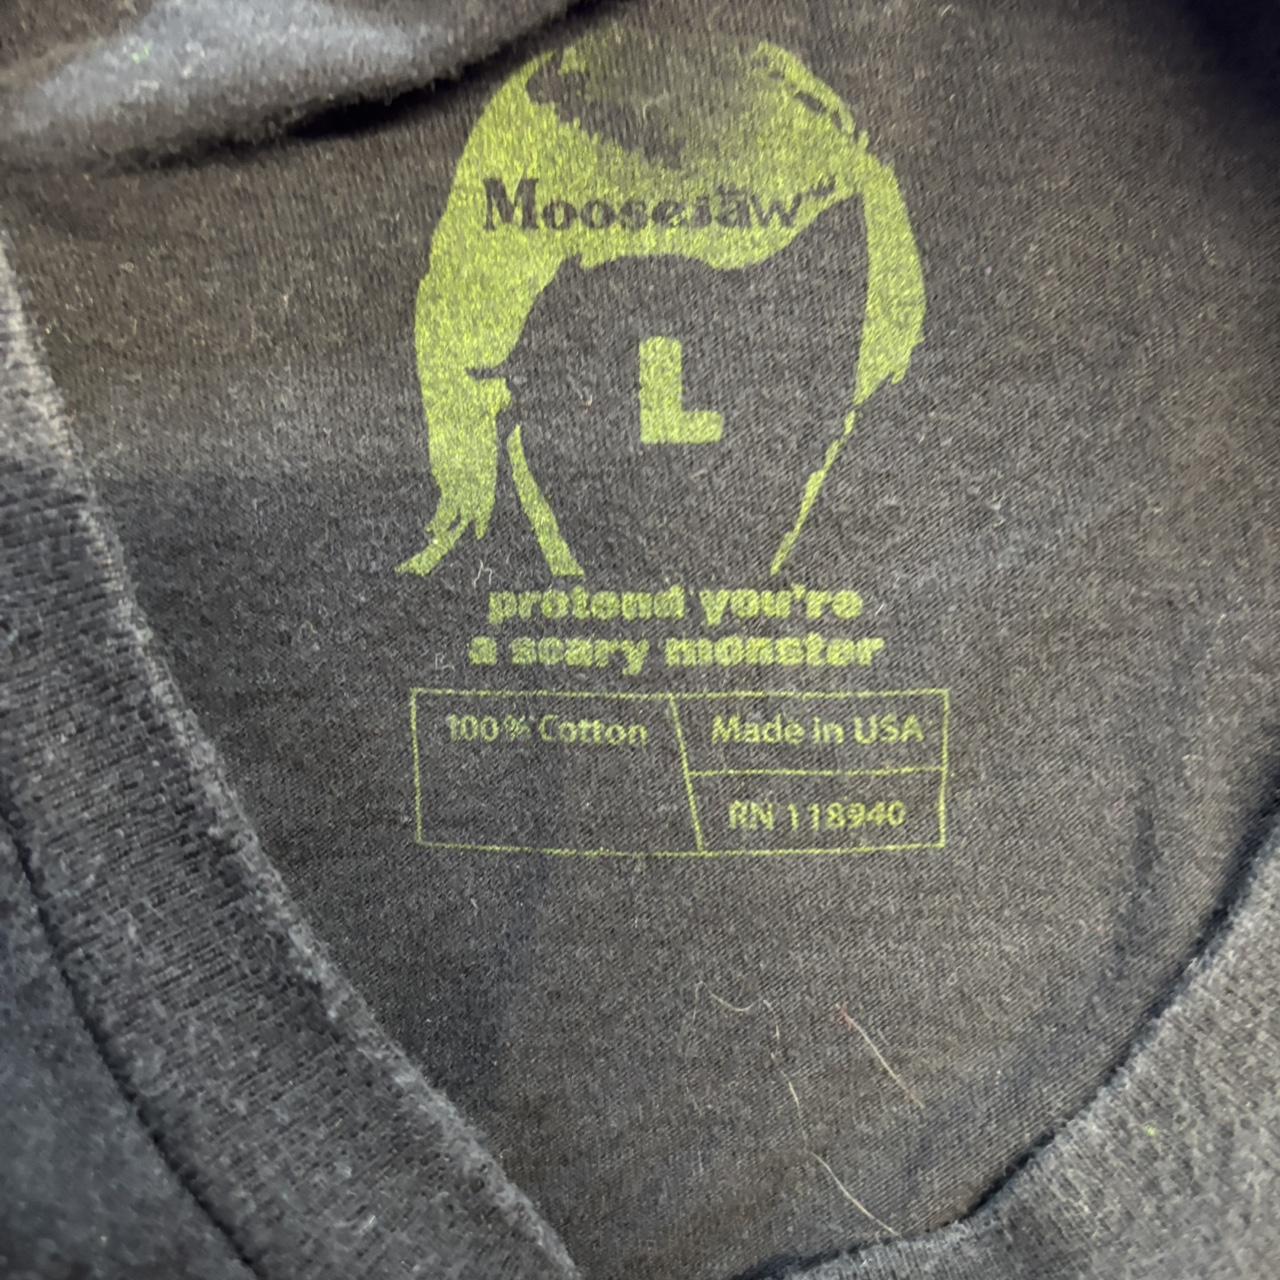 Moosejaw
L
pretend you're
a scary monster
100% Cotton
Made in USA
RN 118940